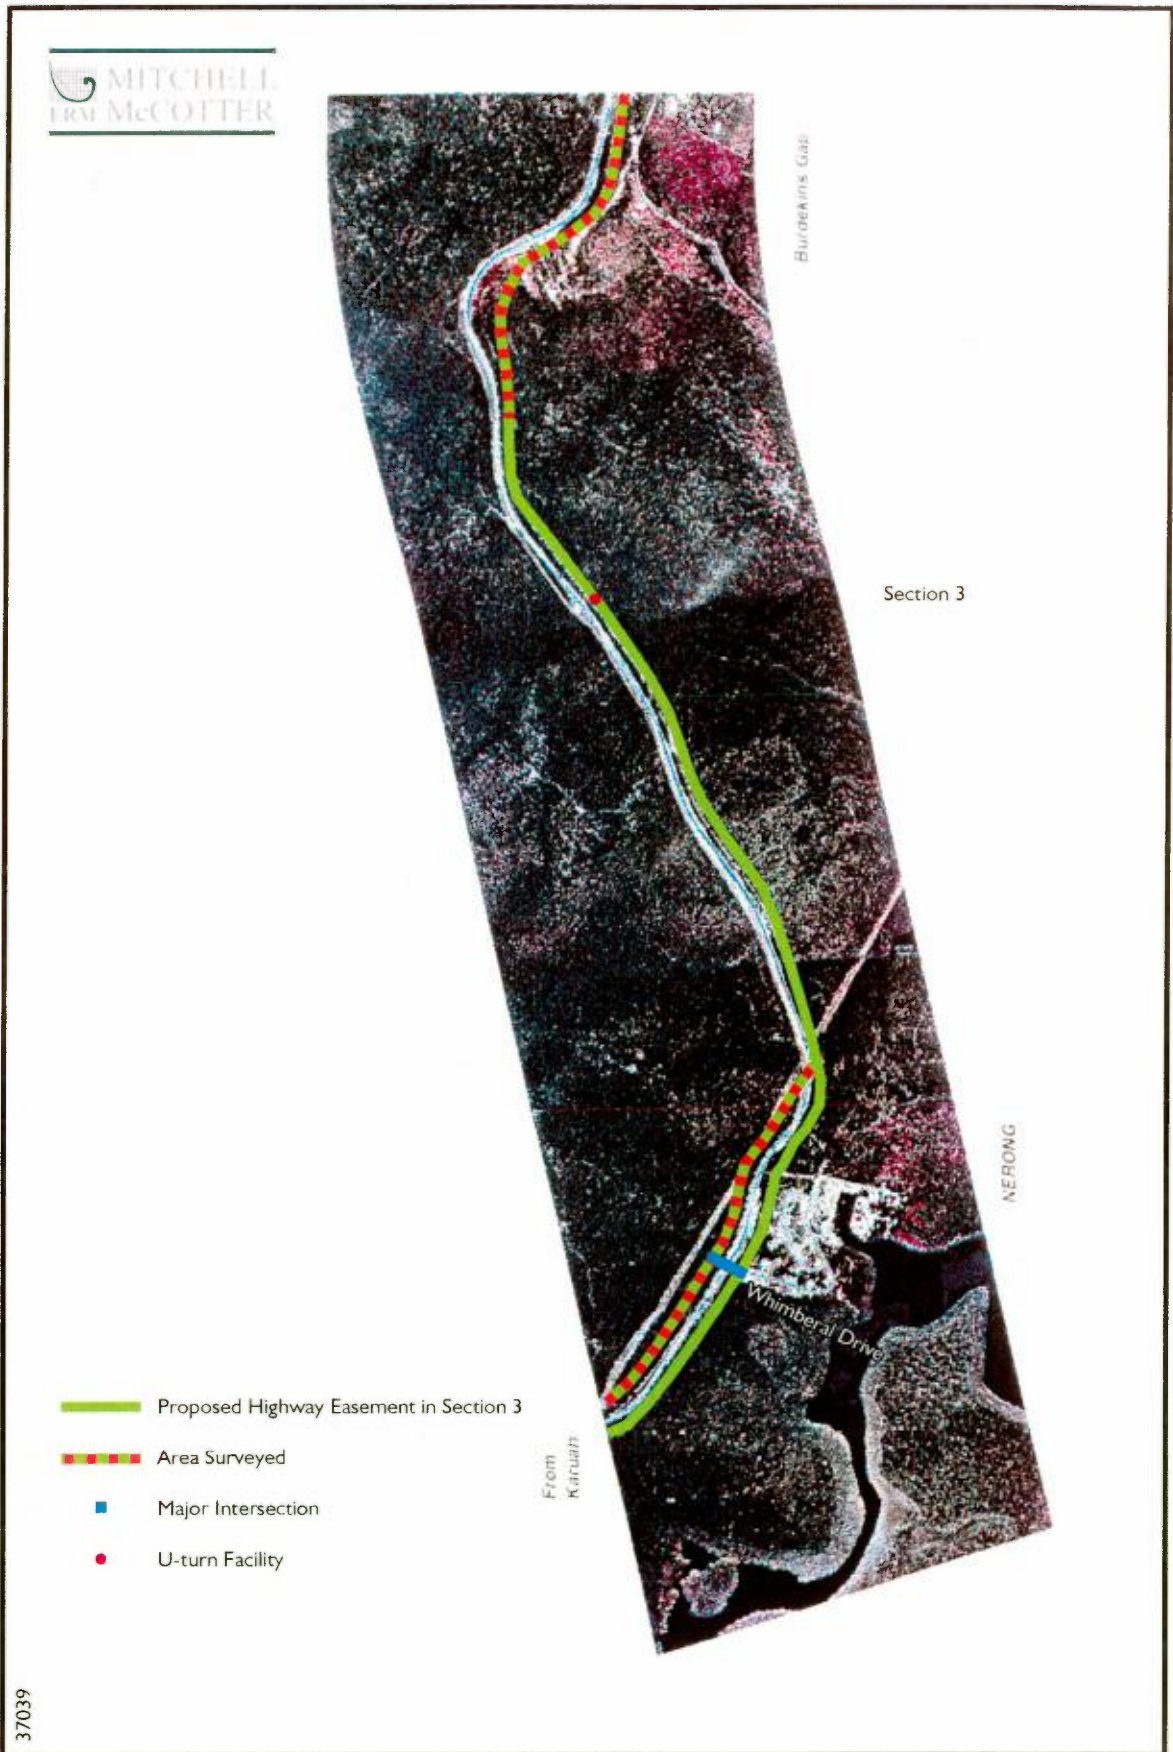 MITCHELL
ERM McCOTTER
Burdekins Gap
Section 3
NERONG
Whimberal Drive
Proposed Highway Easement in Section 3
Area Surveyed
From
Karuah
Major Intersection
U-turn Facility
37039